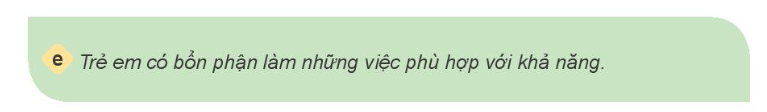 e Trẻ em có bổn phận làm những việc phù hợp với khả năng.